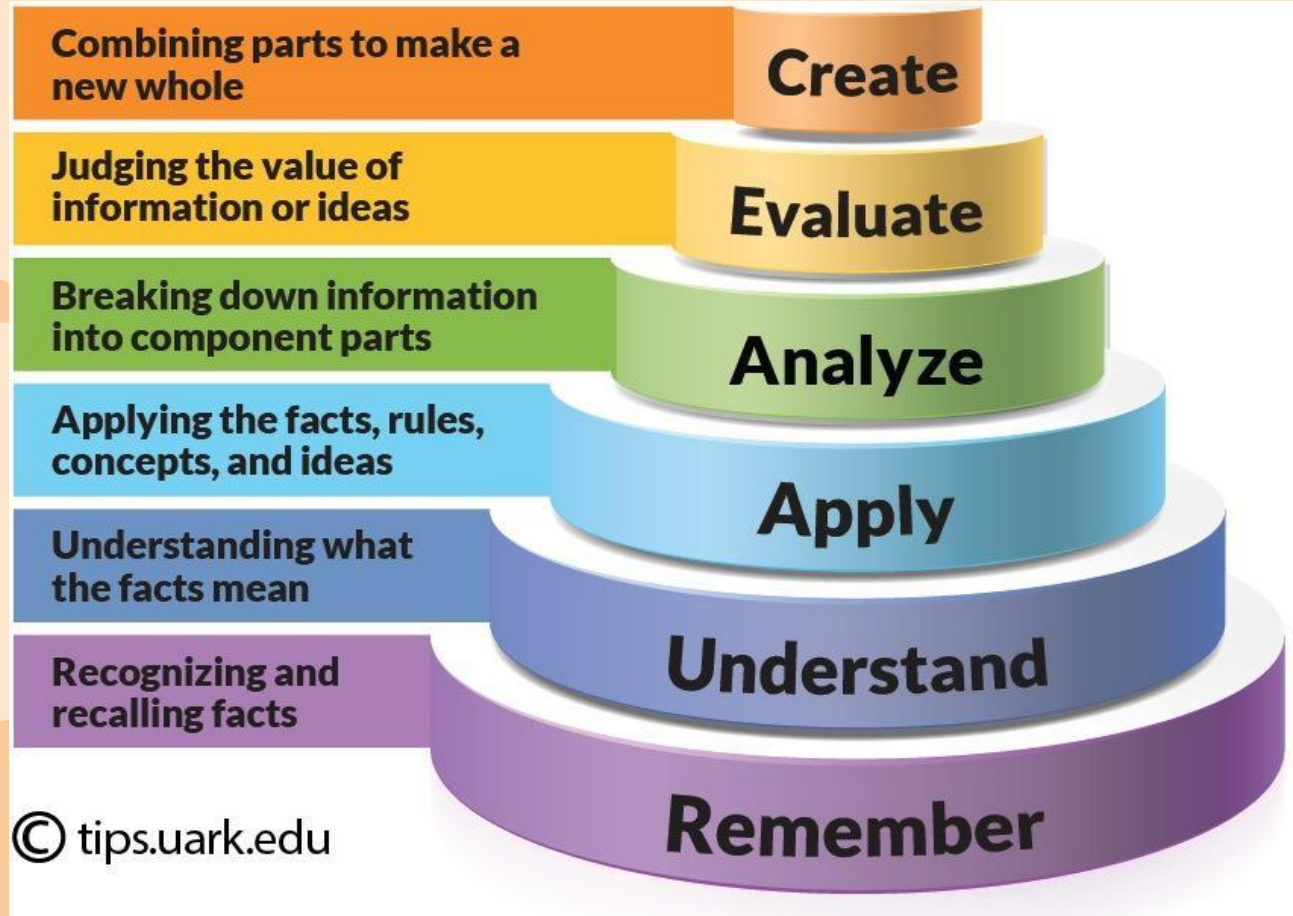 Combining parts to make a
new whole
Create
Judging the value of
information or ideas
Evaluate
Breaking down information
into component parts
Analyze
Applying the facts, rules,
concepts, and ideas
Apply
Understanding what
the facts mean
Understand
Recognizing and
recalling facts
Remember
© tips.uark.edu